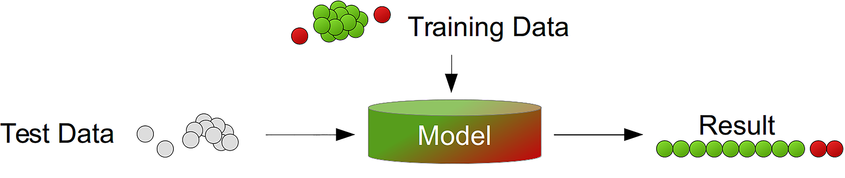 Training Data
Test Data
Model
Result